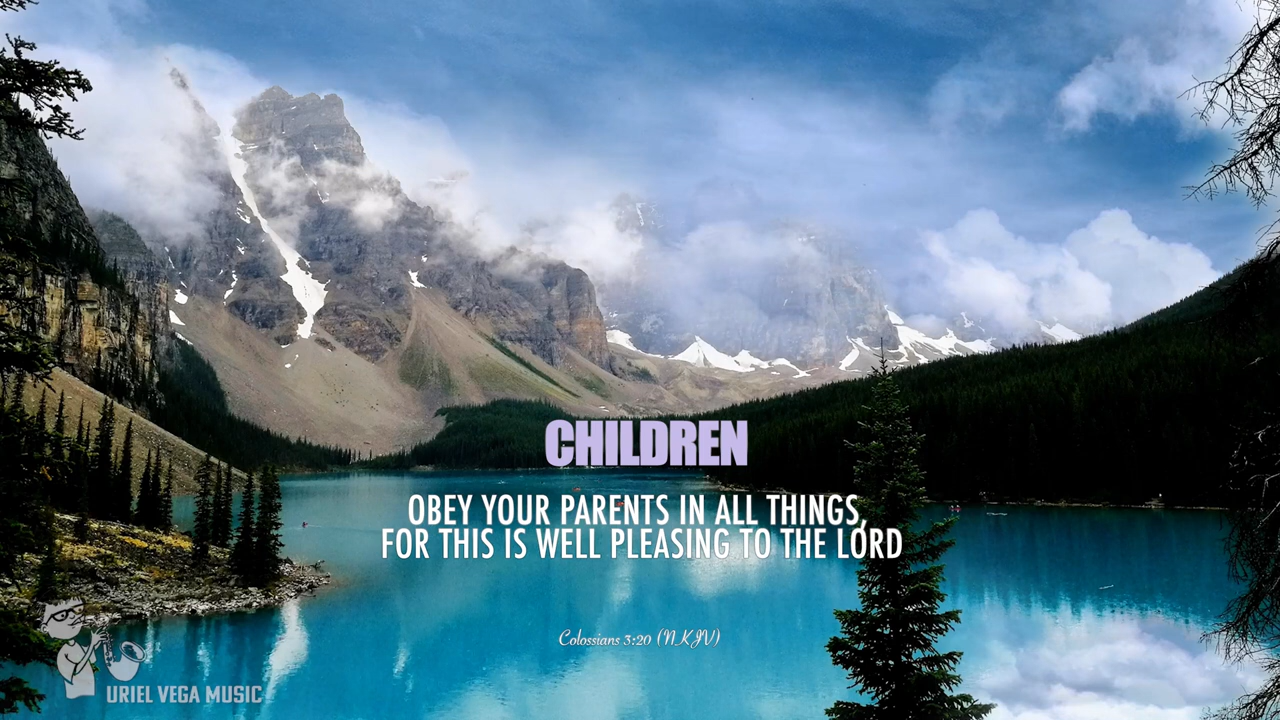 CHILDREN
OBEY YOUR PARENTS IN ALL THINGS,
FOR THIS IS WELL PLEASING TO THE LORD
Colossians 3:20 (NKJV)
URIEL VEGA MUSIC